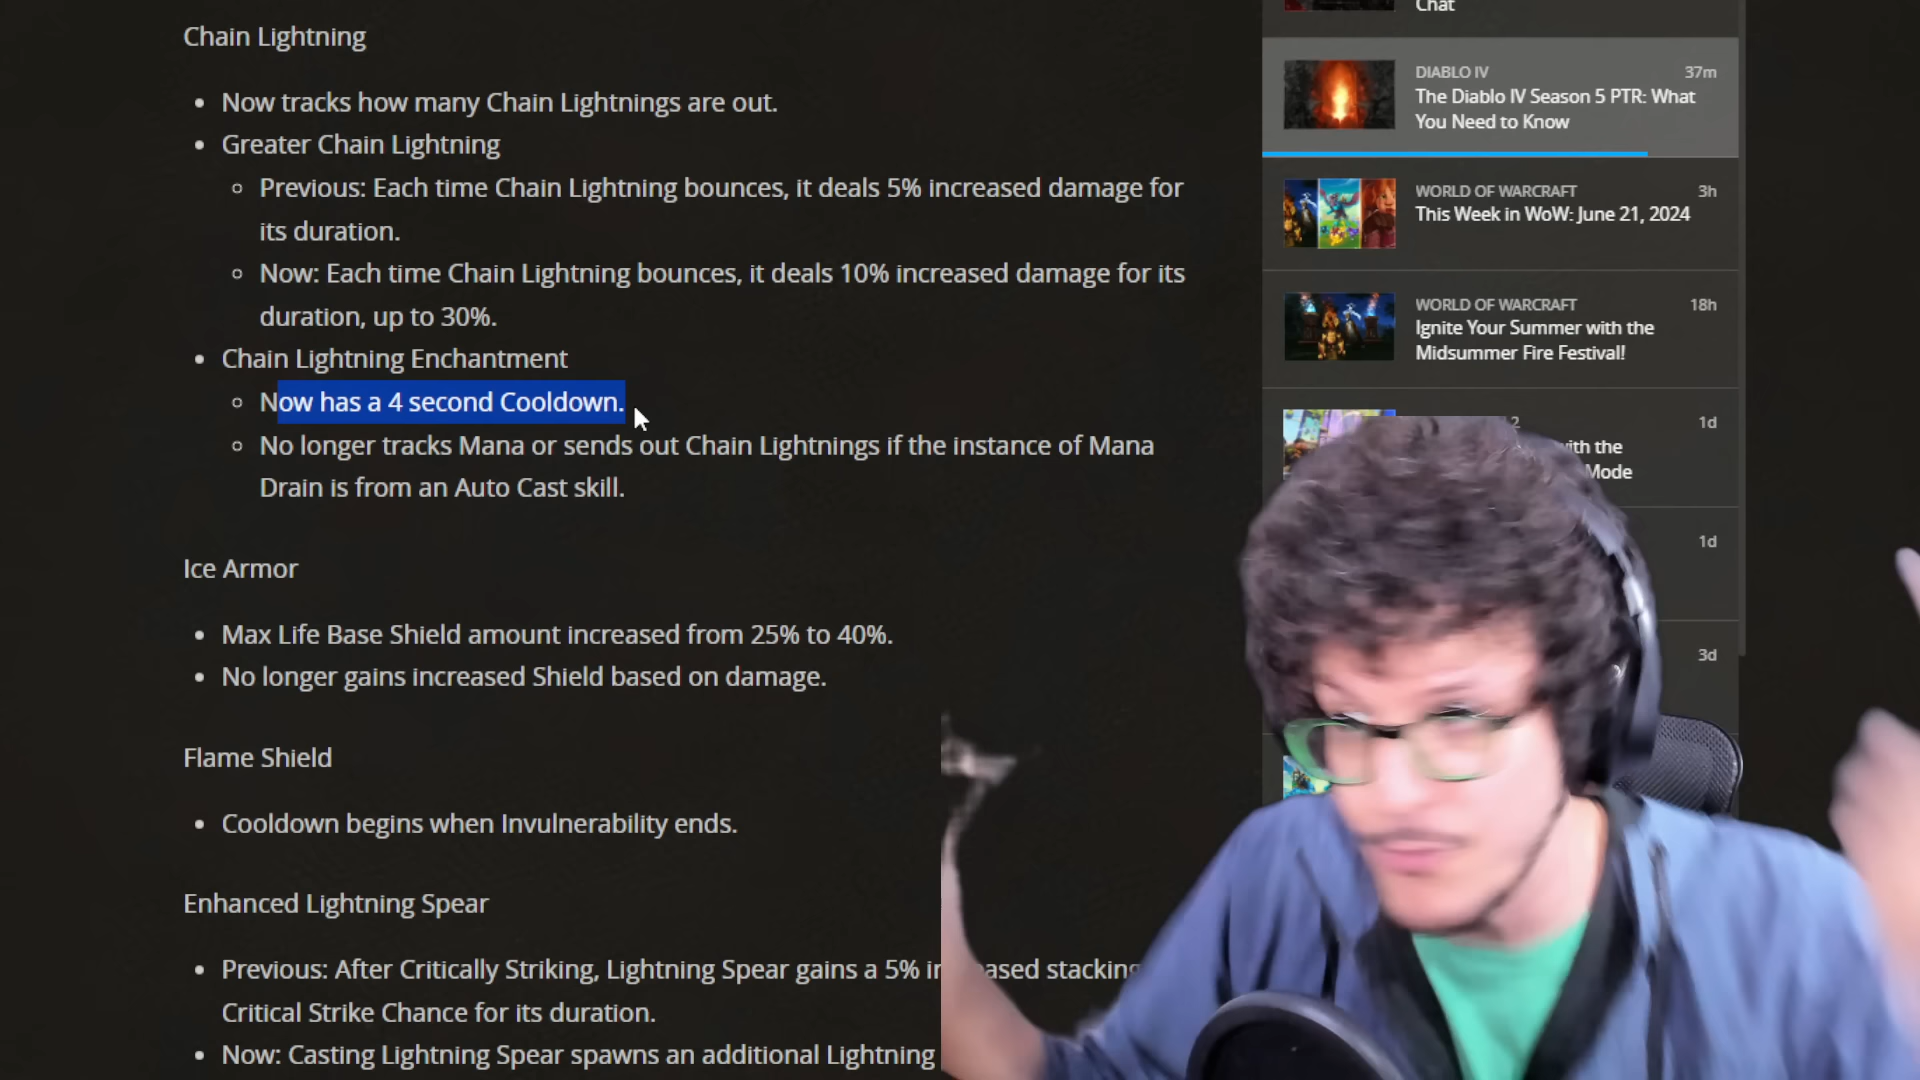 Chain Lightning
Now tracks how many Chain Lightnings are out.
Greater Chain Lightning
Previous: Each time Chain Lightning bounces, it deals 5% increased damage for
its duration.
Now: Each time Chain Lightning bounces, it deals 10% increased damage for its
duration, up to 30%.
Chain Lightning Enchantment
Now has a 4 second Cooldown.
No longer tracks Mana or sends out Chain Lightnings if the instance of Mana
Drain is from an Auto Cast skill.
Ice Armor
Max Life Base Shield amount increased from 25% to 40%.
No longer gains increased Shield based on damage.
Flame Shield
Cooldown begins when Invulnerability ends.
Enhanced Lightning Spear
Previous: After Critically Striking, Lightning Spear gains a 5% stacking
Critical Strike Chance for its duration.
Now: Casting Lightning Spear spawns an additional Lightning
Chat
DIABLO IV 37m
The Diablo IV Season 5 PTR: What
You Need to Know
WORLD OF WARCRAFT 3h
This Week in WoW: June 21, 2024
WORLD OF WARCRAFT 18h
Ignite Your Summer with the
Midsummer Fire Festival!
2 1d
with the
Mode
1d
3d